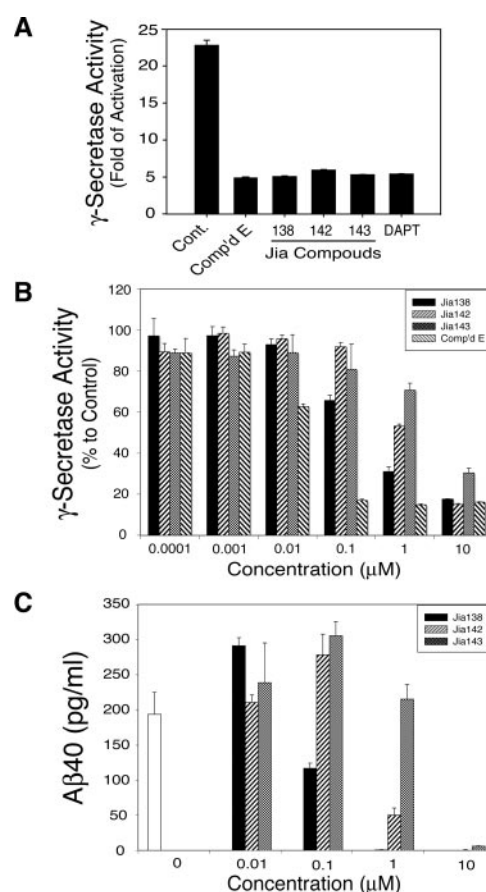 A
γ-Secretase Activity
(Fold of Activation)
25
20
15
10
5
0
Cont.
Comp'd E
138
142
143
DAPT
Jia Compouds
B
γ-Secretase Activity
(% to Control)
120
100
80
60
40
20
0
Jia138
Jia142
Jia143
Comp'd E
0.0001
0.001
0.01
0.1
1
10
Concentration (μM)
C
Aβ40 (pg/ml)
350
300
250
200
150
100
50
0
Jia138
Jia142
Jia143
0
0.01
0.1
1
10
Concentration (μM)